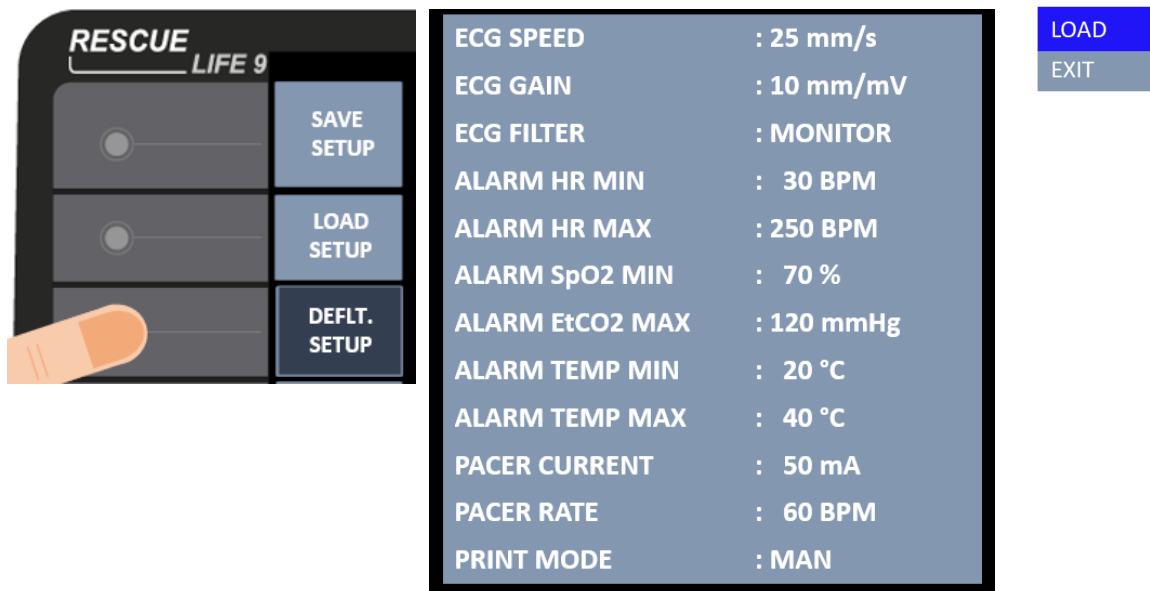 RESCUE
LIFE 9
SAVE
SETUP
LOAD
SETUP
DEFLT.
SETUP
ECG SPEED : 25 mm/s
ECG GAIN : 10 mm/mV
ECG FILTER : MONITOR
ALARM HR MIN : 30 BPM
ALARM HR MAX : 250 BPM
ALARM SpO2 MIN : 70 %
ALARM EtCO2 MAX : 120 mmHg
ALARM TEMP MIN : 20 °C
ALARM TEMP MAX : 40 °C
PACER CURRENT : 50 mA
PACER RATE : 60 BPM
PRINT MODE : MAN
LOAD
EXIT